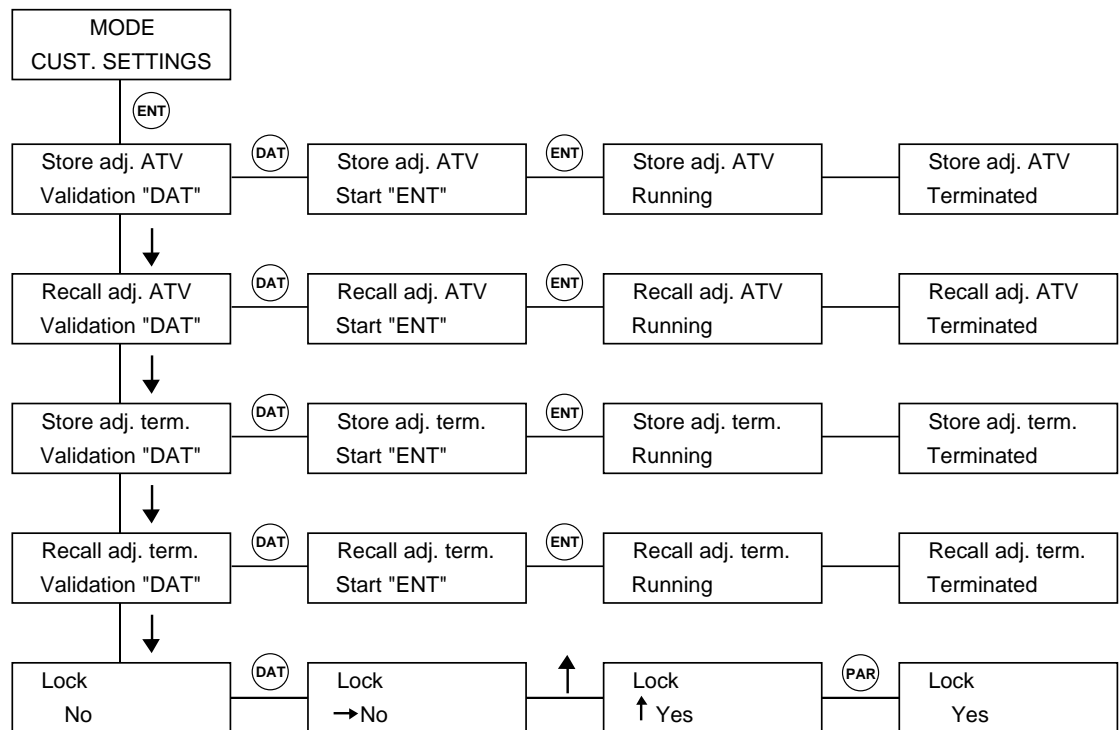 MODE
CUST. SETTINGS
ENT
Store adj. ATV
Validation "DAT"
DAT
Store adj. ATV
Start "ENT"
ENT
Store adj. ATV
Running
Store adj. ATV
Terminated
Recall adj. ATV
Validation "DAT"
DAT
Recall adj. ATV
Start "ENT"
ENT
Recall adj. ATV
Running
Recall adj. ATV
Terminated
Store adj. term.
Validation "DAT"
DAT
Store adj. term.
Start "ENT"
ENT
Store adj. term.
Running
Store adj. term.
Terminated
Recall adj. term.
Validation "DAT"
DAT
Recall adj. term.
Start "ENT"
ENT
Recall adj. term.
Running
Recall adj. term.
Terminated
Lock
No
DAT
Lock
→No
Lock
↑ Yes
PAR
Lock
Yes